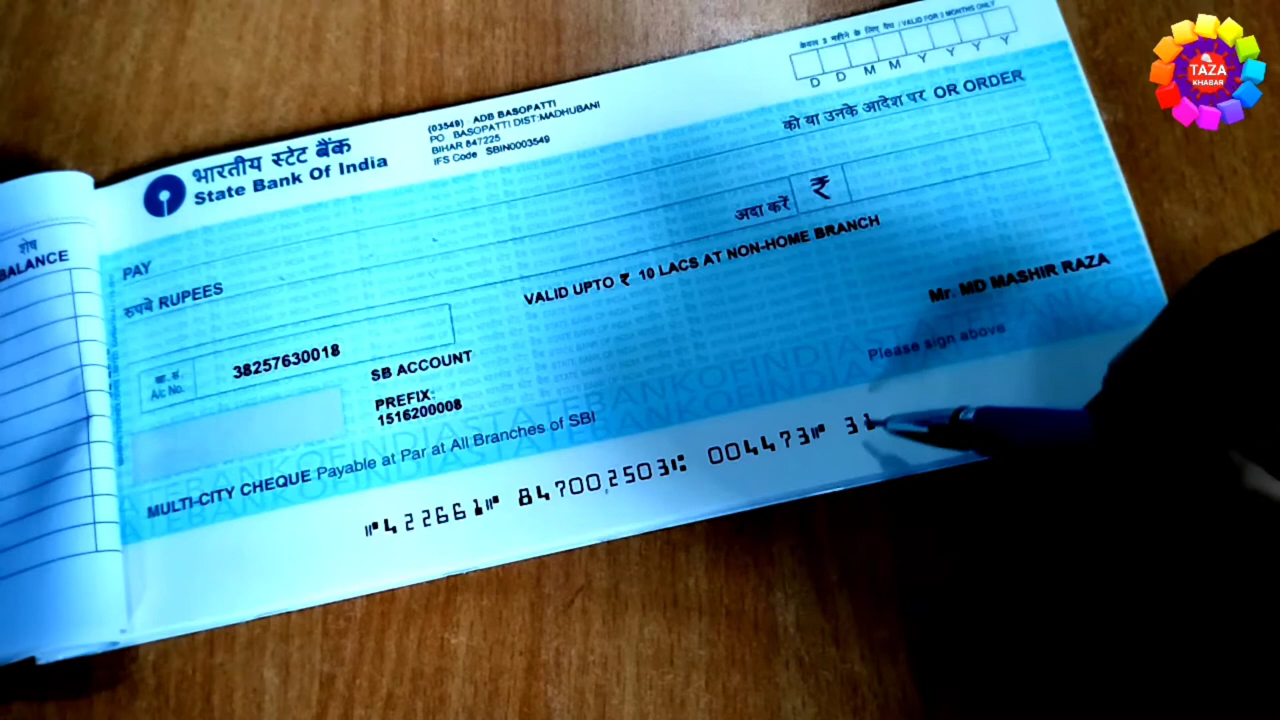 केवल 3 महीने के लिए वैध / VALID FOR 3 MONTHS ONLY
D D M M Y Y Y Y
TAZA
KHABAR
भारतीय स्टेट बैंक
State Bank Of India
(03549) ADB BASOPATTI
PO BASOPATTI DIST:MADHUBANI
BIHAR 847225
IFS Code SBIN0003549
PAY
को या उनके आदेश पर OR ORDER
रुपये RUPEES
अदा करें ₹
शेष
BALANCE
VALID UPTO ₹ 10 LACS AT NON-HOME BRANCH
खा. सं.
A/c No.
38257630018
SB ACCOUNT
PREFIX:
1516200008
Mr. MD MASHIR RAZA
Please sign above
MULTI-CITY CHEQUE Payable at Par at All Branches of SBI
⑈422661⑈ 847002503⑆ 004473⑈ 31